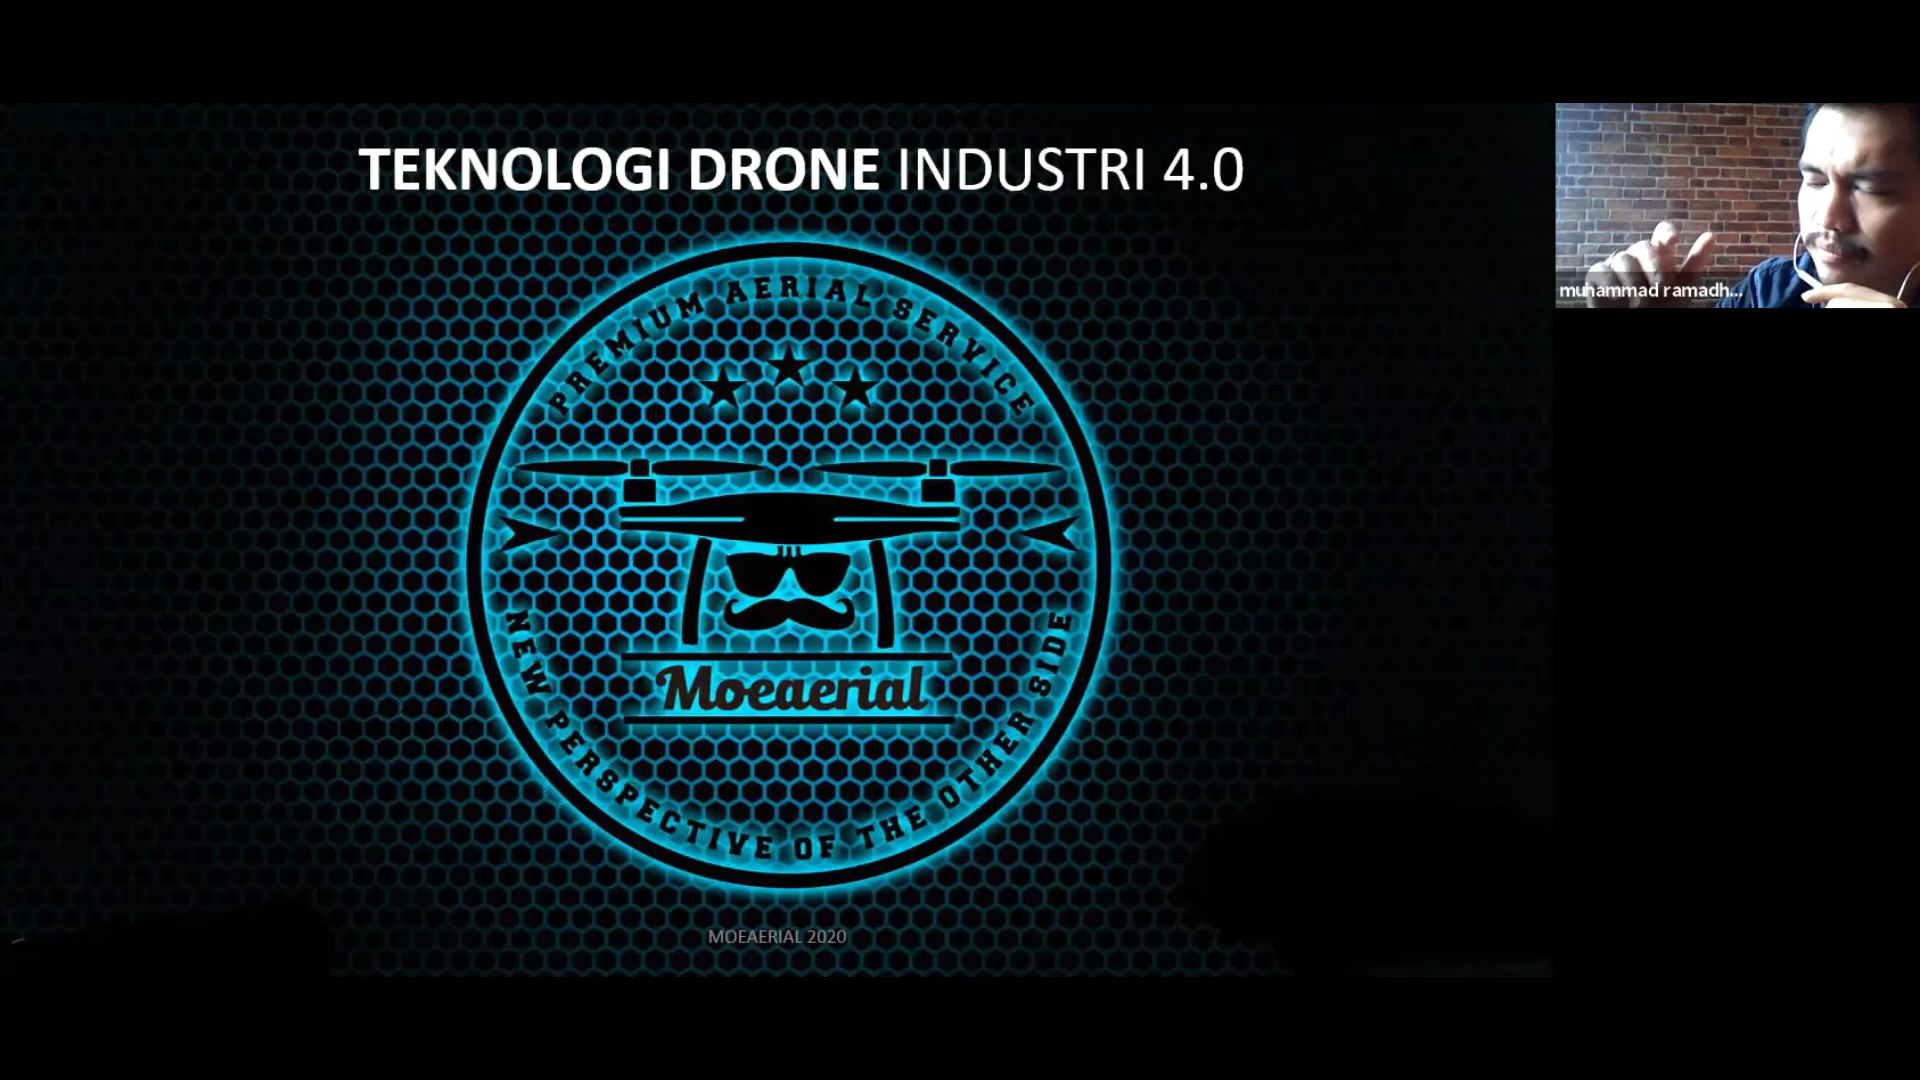 TEKNOLOGI DRONE INDUSTRI 4.0
PREMIUM AERIAL SERVICE
Moeaerial
NEW PERSPECTIVE OF THE OTHER SIDE
MOEAERIAL 2020
muhammad ramadh...